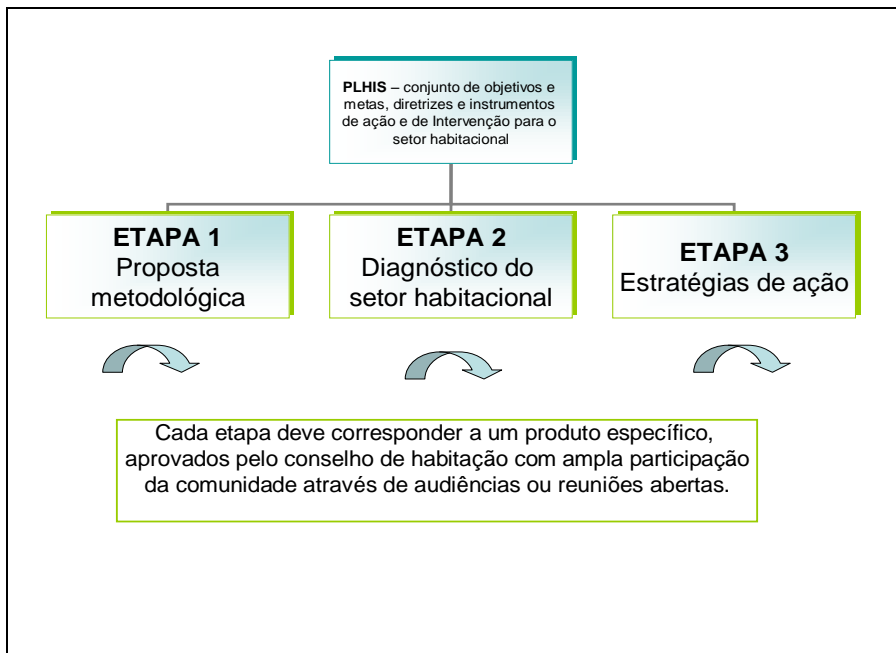 PLHIS – conjunto de objetivos e
metas, diretrizes e instrumentos
de ação e de Intervenção para o
setor habitacional
ETAPA 1
Proposta
metodológica
ETAPA 2
Diagnóstico do
setor habitacional
ETAPA 3
Estratégias de ação
Cada etapa deve corresponder a um produto específico,
aprovados pelo conselho de habitação com ampla participação
da comunidade através de audiências ou reuniões abertas.